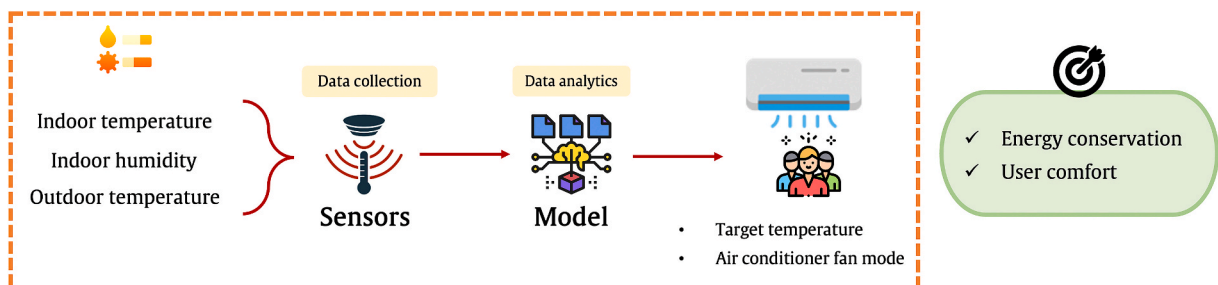 Indoor temperature
Indoor humidity
Outdoor temperature
Data collection
Sensors
Data analytics
Model
• Target temperature
• Air conditioner fan mode
✓ Energy conservation
✓ User comfort